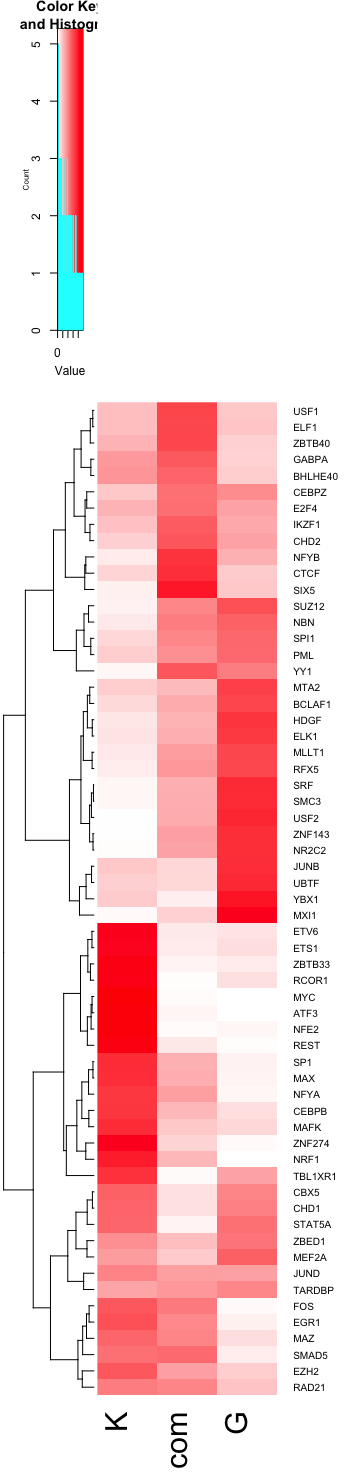 Color Key
and Histogr
5
4
3
2
1
0
Count
0
Value
USF1
ELF1
ZBTB40
GABPA
BHLHE40
CEBPZ
E2F4
IKZF1
CHD2
NFYB
CTCF
SIX5
SUZ12
NBN
SPI1
PML
YY1
MTA2
BCLAF1
HDGF
ELK1
MLLT1
RFX5
SRF
SMC3
USF2
ZNF143
NR2C2
JUNB
UBTF
YBX1
MXI1
ETV6
ETS1
ZBTB33
RCOR1
MYC
ATF3
NFE2
REST
SP1
MAX
NFYA
CEBPB
MAFK
ZNF274
NRF1
TBL1XR1
CBX5
CHD1
STAT5A
ZBED1
MEF2A
JUND
TARDBP
FOS
EGR1
MAZ
SMAD5
EZH2
RAD21
K
com
G